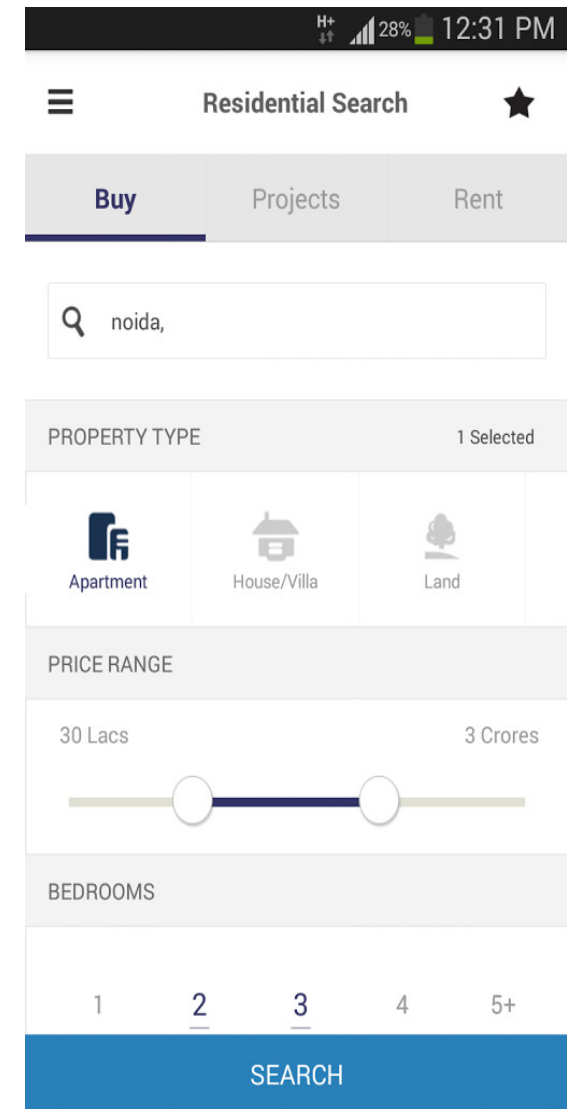 H+ 28% 12:31 PM
Residential Search
Buy Projects Rent
noida,
PROPERTY TYPE 1 Selected
Apartment House/Villa Land
PRICE RANGE
30 Lacs 3 Crores
BEDROOMS
1 2 3 4 5+
SEARCH